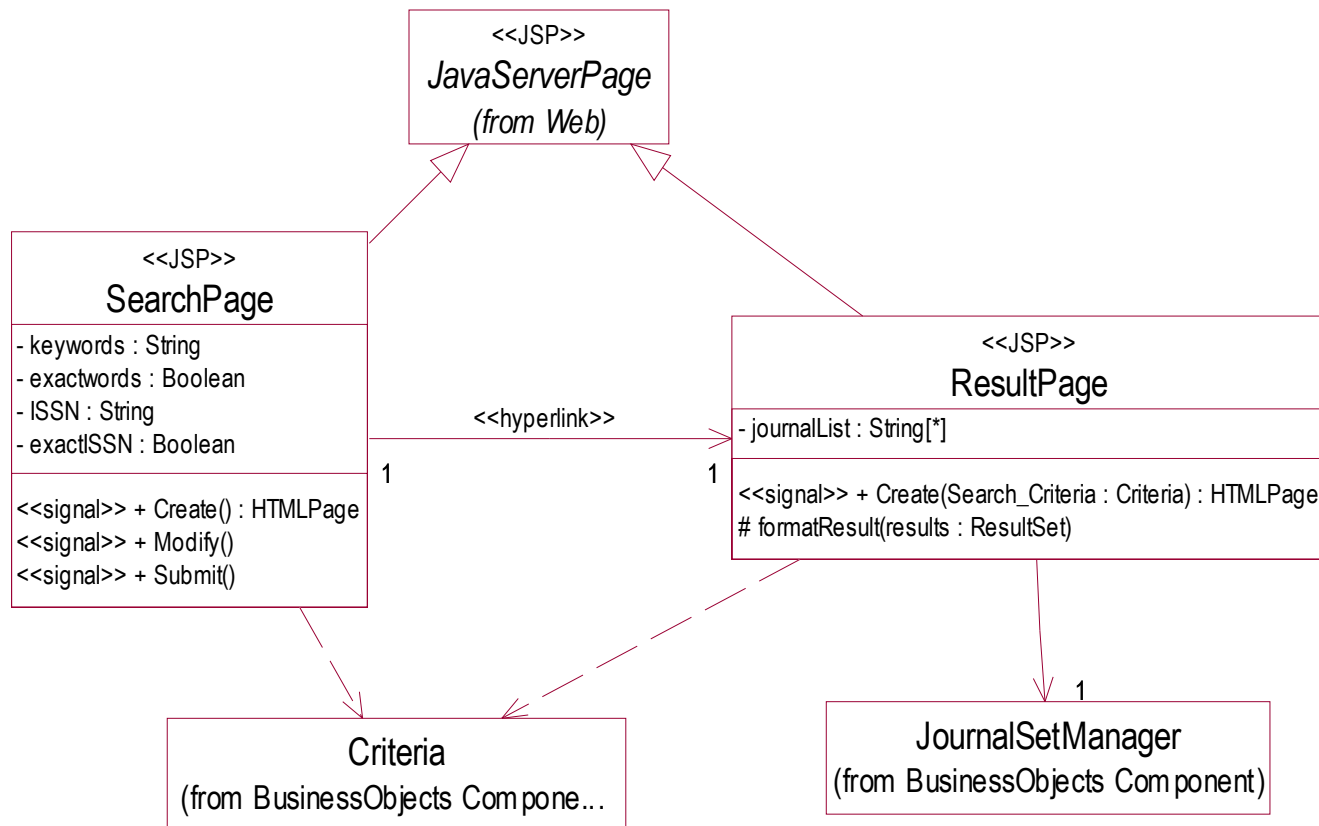 <<JSP>>
JavaServerPage
(from Web)
<<JSP>>
SearchPage
- keywords : String
- exactwords : Boolean
- ISSN : String
- exactISSN : Boolean
<<signal>> + Create() : HTMLPage
<<signal>> + Modify()
<<signal>> + Submit()
<<hyperlink>>
1
1
<<JSP>>
ResultPage
- journalList : String[*]
<<signal>> + Create(Search_Criteria : Criteria) : HTMLPage
# formatResult(results : ResultSet)
1
Criteria
(from BusinessObjects Compone...
JournalSetManager
(from BusinessObjects Component)